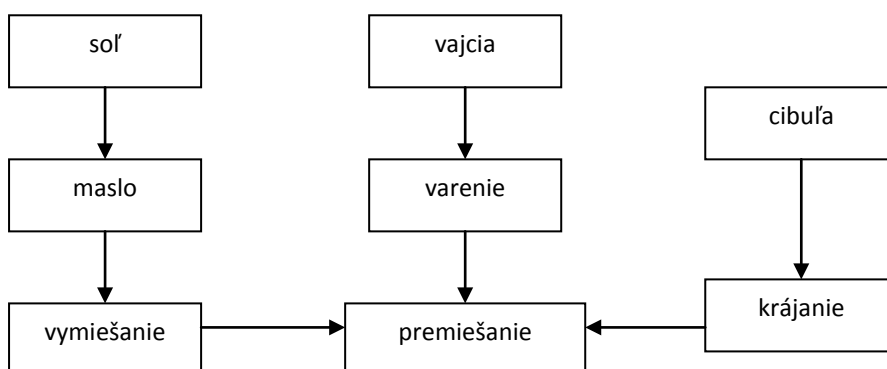 soľ
vajcia
cibuľa
maslo
varenie
krájanie
vymiešanie
premiešanie